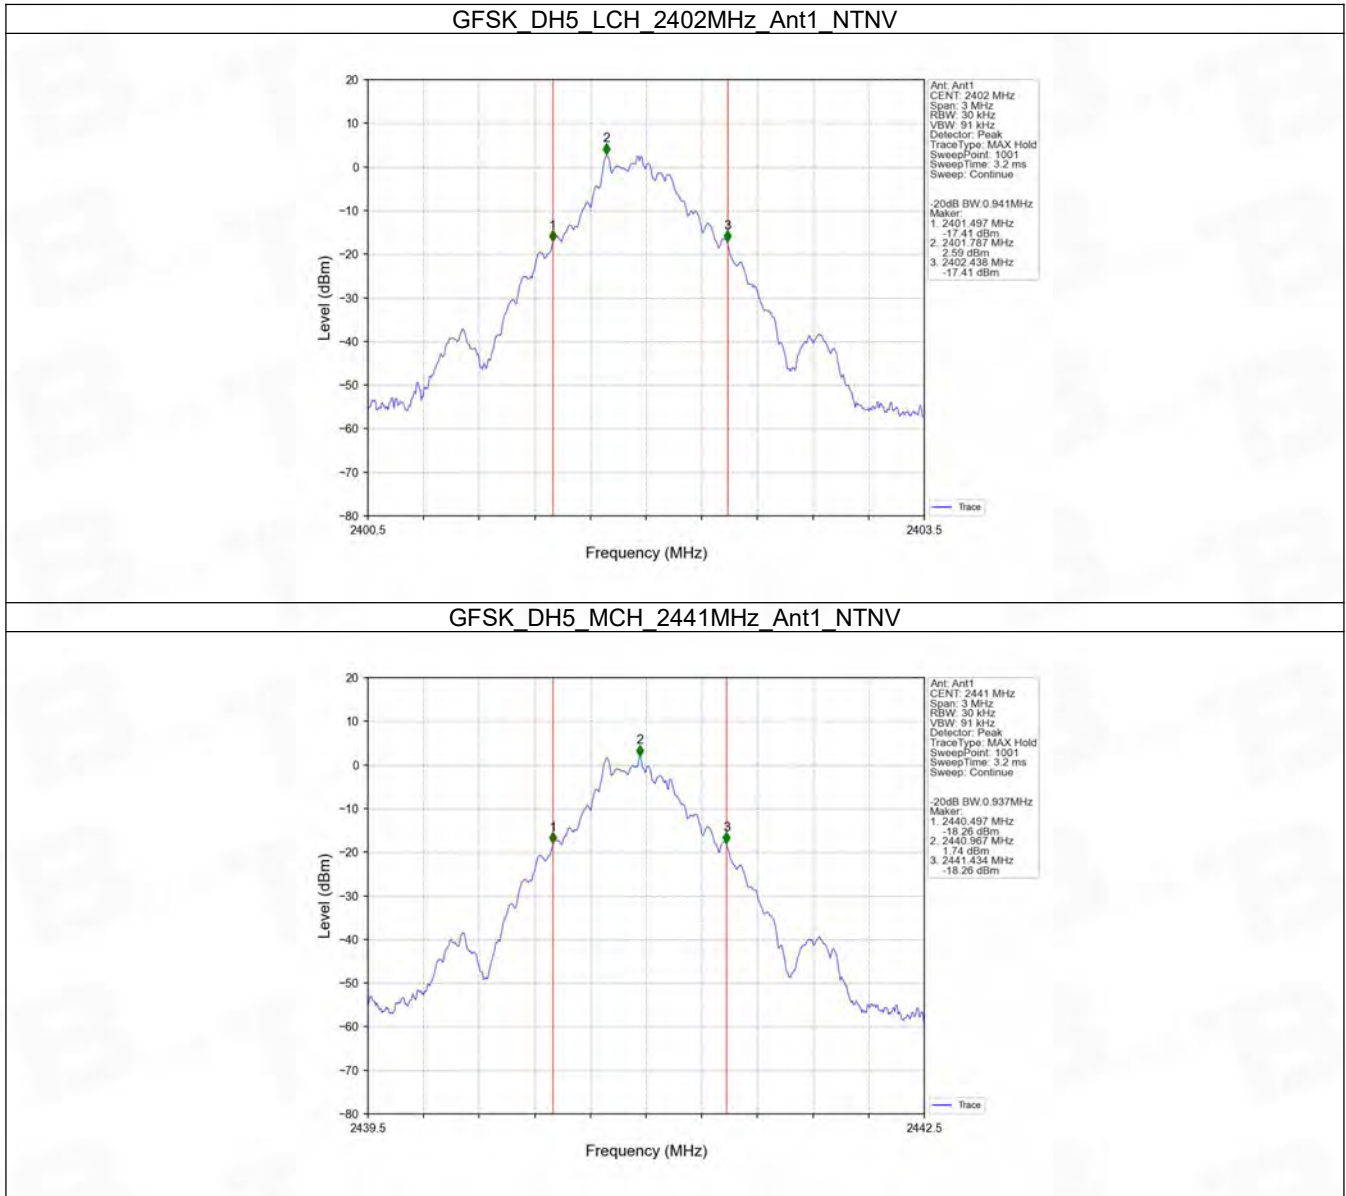 GFSK_DH5_LCH_2402MHz_Ant1_NTNV
20
10
0
−10
−20
−30
−40
−50
−60
−70
−80
Level (dBm)
1
2
3
2400.5
2403.5
Frequency (MHz)
Ant: Ant1
CENT: 2402 MHz
Span: 3 MHz
RBW: 30 kHz
VBW: 91 kHz
Detector: Peak
TraceType: MAX Hold
SweepPoint: 1001
SweepTime: 3.2 ms
Sweep: Continue
-20dB BW:0.941MHz
Maker:
1. 2401.497 MHz
-17.41 dBm
2. 2401.787 MHz
2.59 dBm
3. 2402.438 MHz
-17.41 dBm
Trace
GFSK_DH5_MCH_2441MHz_Ant1_NTNV
20
10
0
−10
−20
−30
−40
−50
−60
−70
−80
Level (dBm)
1
2
3
2439.5
2442.5
Frequency (MHz)
Ant: Ant1
CENT: 2441 MHz
Span: 3 MHz
RBW: 30 kHz
VBW: 91 kHz
Detector: Peak
TraceType: MAX Hold
SweepPoint: 1001
SweepTime: 3.2 ms
Sweep: Continue
-20dB BW:0.937MHz
Maker:
1. 2440.497 MHz
-18.26 dBm
2. 2440.967 MHz
1.74 dBm
3. 2441.434 MHz
-18.26 dBm
Trace